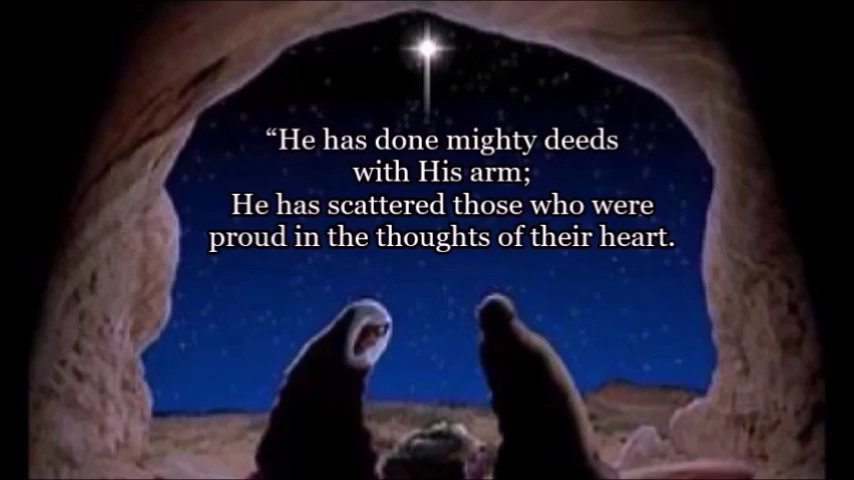 “He has done mighty deeds
with His arm;
He has scattered those who were
proud in the thoughts of their heart.